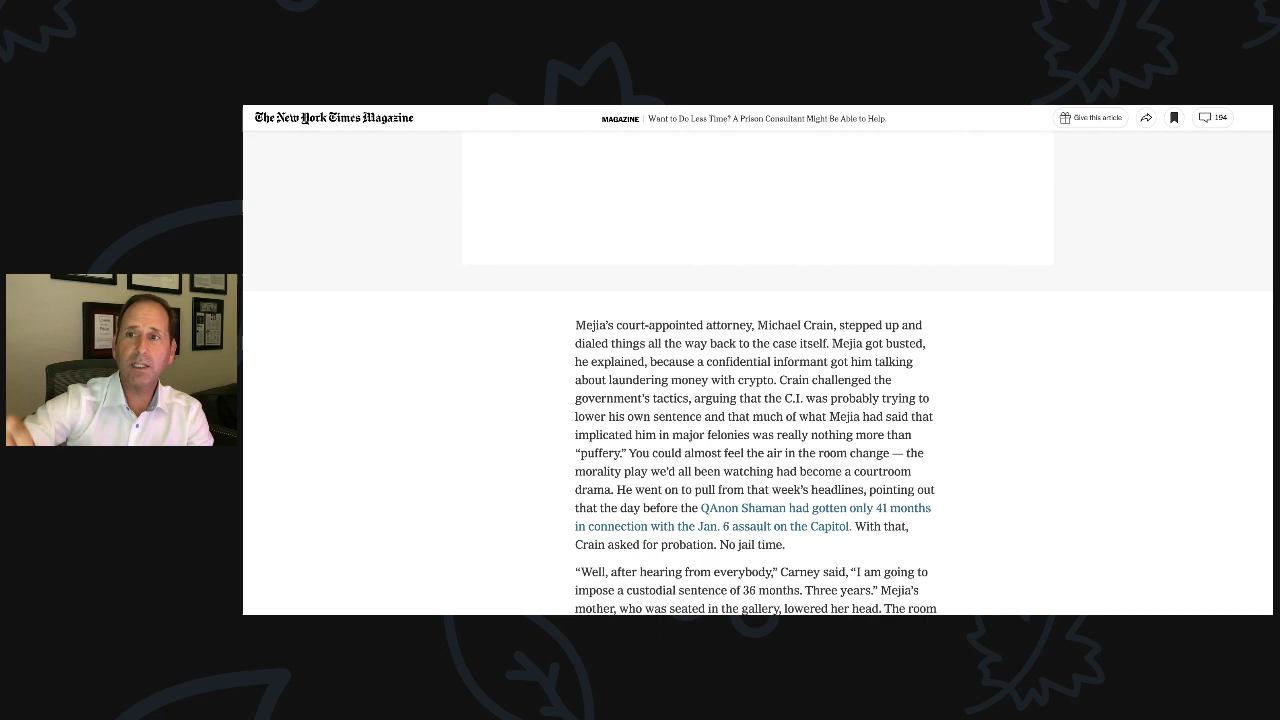 The New York Times Magazine
MAGAZINE | Want to Do Less Time? A Prison Consultant Might Be Able to Help.
Give this article
194
Mejia’s court-appointed attorney, Michael Crain, stepped up and
dialed things all the way back to the case itself. Mejia got busted,
he explained, because a confidential informant got him talking
about laundering money with crypto. Crain challenged the
government’s tactics, arguing that the C.I. was probably trying to
lower his own sentence and that much of what Mejia had said that
implicated him in major felonies was really nothing more than
“puffery.” You could almost feel the air in the room change — the
morality play we’d all been watching had become a courtroom
drama. He went on to pull from that week’s headlines, pointing out
that the day before the QAnon Shaman had gotten only 41 months
in connection with the Jan. 6 assault on the Capitol. With that,
Crain asked for probation. No jail time.
“Well, after hearing from everybody,” Carney said, “I am going to
impose a custodial sentence of 36 months. Three years.” Mejia’s
mother, who was seated in the gallery, lowered her head. The room